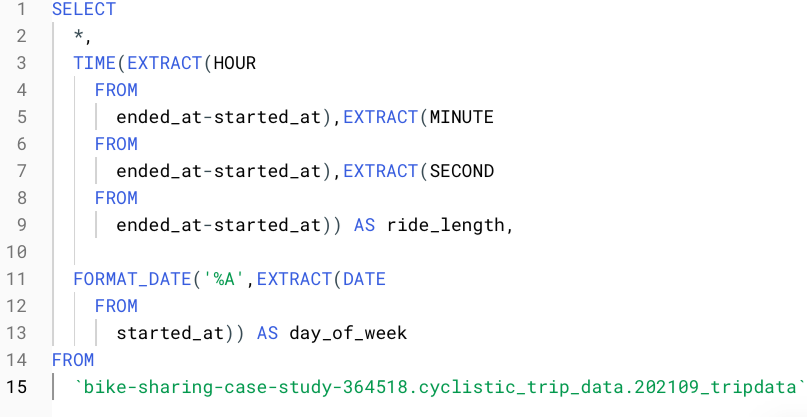 1 SELECT
2 *,
3 TIME(EXTRACT(HOUR
4 FROM
5 ended_at-started_at),EXTRACT(MINUTE
6 FROM
7 ended_at-started_at),EXTRACT(SECOND
8 FROM
9 ended_at-started_at)) AS ride_length,
10
11 FORMAT_DATE('%A',EXTRACT(DATE
12 FROM
13 started_at)) AS day_of_week
14 FROM
15 `bike-sharing-case-study-364518.cyclistic_trip_data.202109_tripdata`